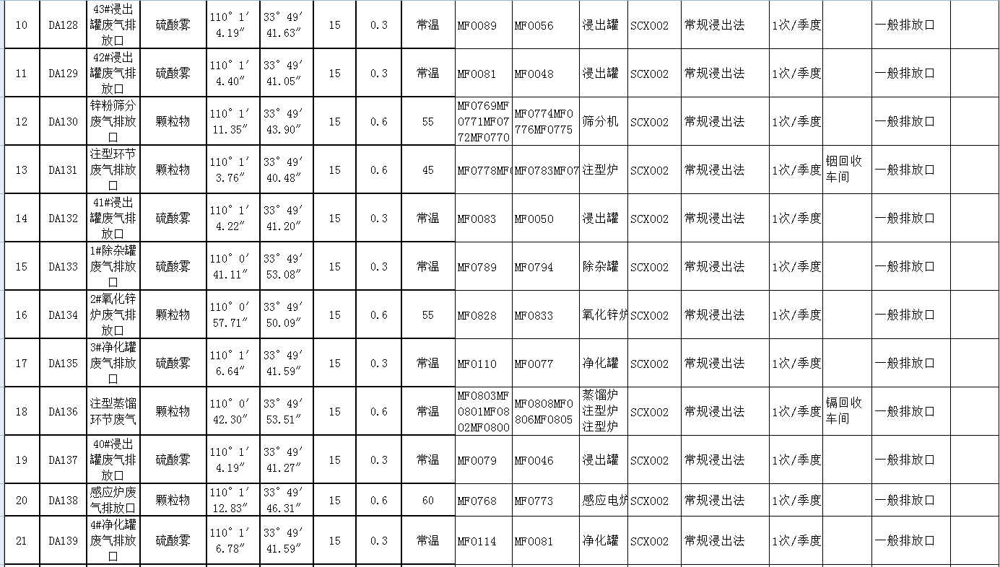 10 DA128 43#浸出罐废气排放口 硫酸雾 110° 1′ 4.19″ 33° 49′ 41.63″ 15 0.3 常温 MF0089 MF0056 浸出罐 SCX002 常规浸出法 1次/季度 一般排放口
11 DA129 42#浸出罐废气排放口 硫酸雾 110° 1′ 4.40″ 33° 49′ 41.05″ 15 0.3 常温 MF0081 MF0048 浸出罐 SCX002 常规浸出法 1次/季度 一般排放口
12 DA130 锌粉筛分废气排放口 颗粒物 110° 1′ 11.35″ 33° 49′ 43.90″ 15 0.6 55 MF0769MF0771MF0772MF0770 MF0774MF0776MF0775 筛分机 SCX002 常规浸出法 1次/季度 一般排放口
13 DA131 注型环节废气排放口 颗粒物 110° 1′ 3.76″ 33° 49′ 40.48″ 15 0.6 45 MF0778MF0 MF0783MF07 注型炉 SCX002 常规浸出法 1次/季度 铟回收车间 一般排放口
14 DA132 41#浸出罐废气排放口 硫酸雾 110° 1′ 4.22″ 33° 49′ 41.20″ 15 0.3 常温 MF0083 MF0050 浸出罐 SCX002 常规浸出法 1次/季度 一般排放口
15 DA133 1#除杂罐废气排放口 硫酸雾 110° 0′ 41.11″ 33° 49′ 53.08″ 15 0.3 常温 MF0789 MF0794 除杂罐 SCX002 常规浸出法 1次/季度 一般排放口
16 DA134 2#氧化锌炉废气排放口 颗粒物 110° 0′ 57.71″ 33° 49′ 50.09″ 15 0.6 55 MF0828 MF0833 氧化锌炉 SCX002 常规浸出法 1次/季度 一般排放口
17 DA135 3#净化罐废气排放口 硫酸雾 110° 1′ 6.64″ 33° 49′ 41.59″ 15 0.3 常温 MF0110 MF0077 净化罐 SCX002 常规浸出法 1次/季度 一般排放口
18 DA136 注型蒸馏环节废气 颗粒物 110° 0′ 42.30″ 33° 49′ 53.51″ 15 0.6 常温 MF0803MF0801MF0802MF0800 MF0808MF0806MF0805 蒸馏炉注型炉注型炉 SCX002 常规浸出法 1次/季度 镉回收车间 一般排放口
19 DA137 40#浸出罐废气排放口 硫酸雾 110° 1′ 4.19″ 33° 49′ 41.27″ 15 0.3 常温 MF0079 MF0046 浸出罐 SCX002 常规浸出法 1次/季度 一般排放口
20 DA138 感应炉废气排放口 颗粒物 110° 1′ 12.83″ 33° 49′ 46.31″ 15 0.6 60 MF0768 MF0773 感应电炉 SCX002 常规浸出法 1次/季度 一般排放口
21 DA139 4#净化罐废气排放口 硫酸雾 110° 1′ 6.78″ 33° 49′ 41.59″ 15 0.3 常温 MF0114 MF0081 净化罐 SCX002 常规浸出法 1次/季度 一般排放口